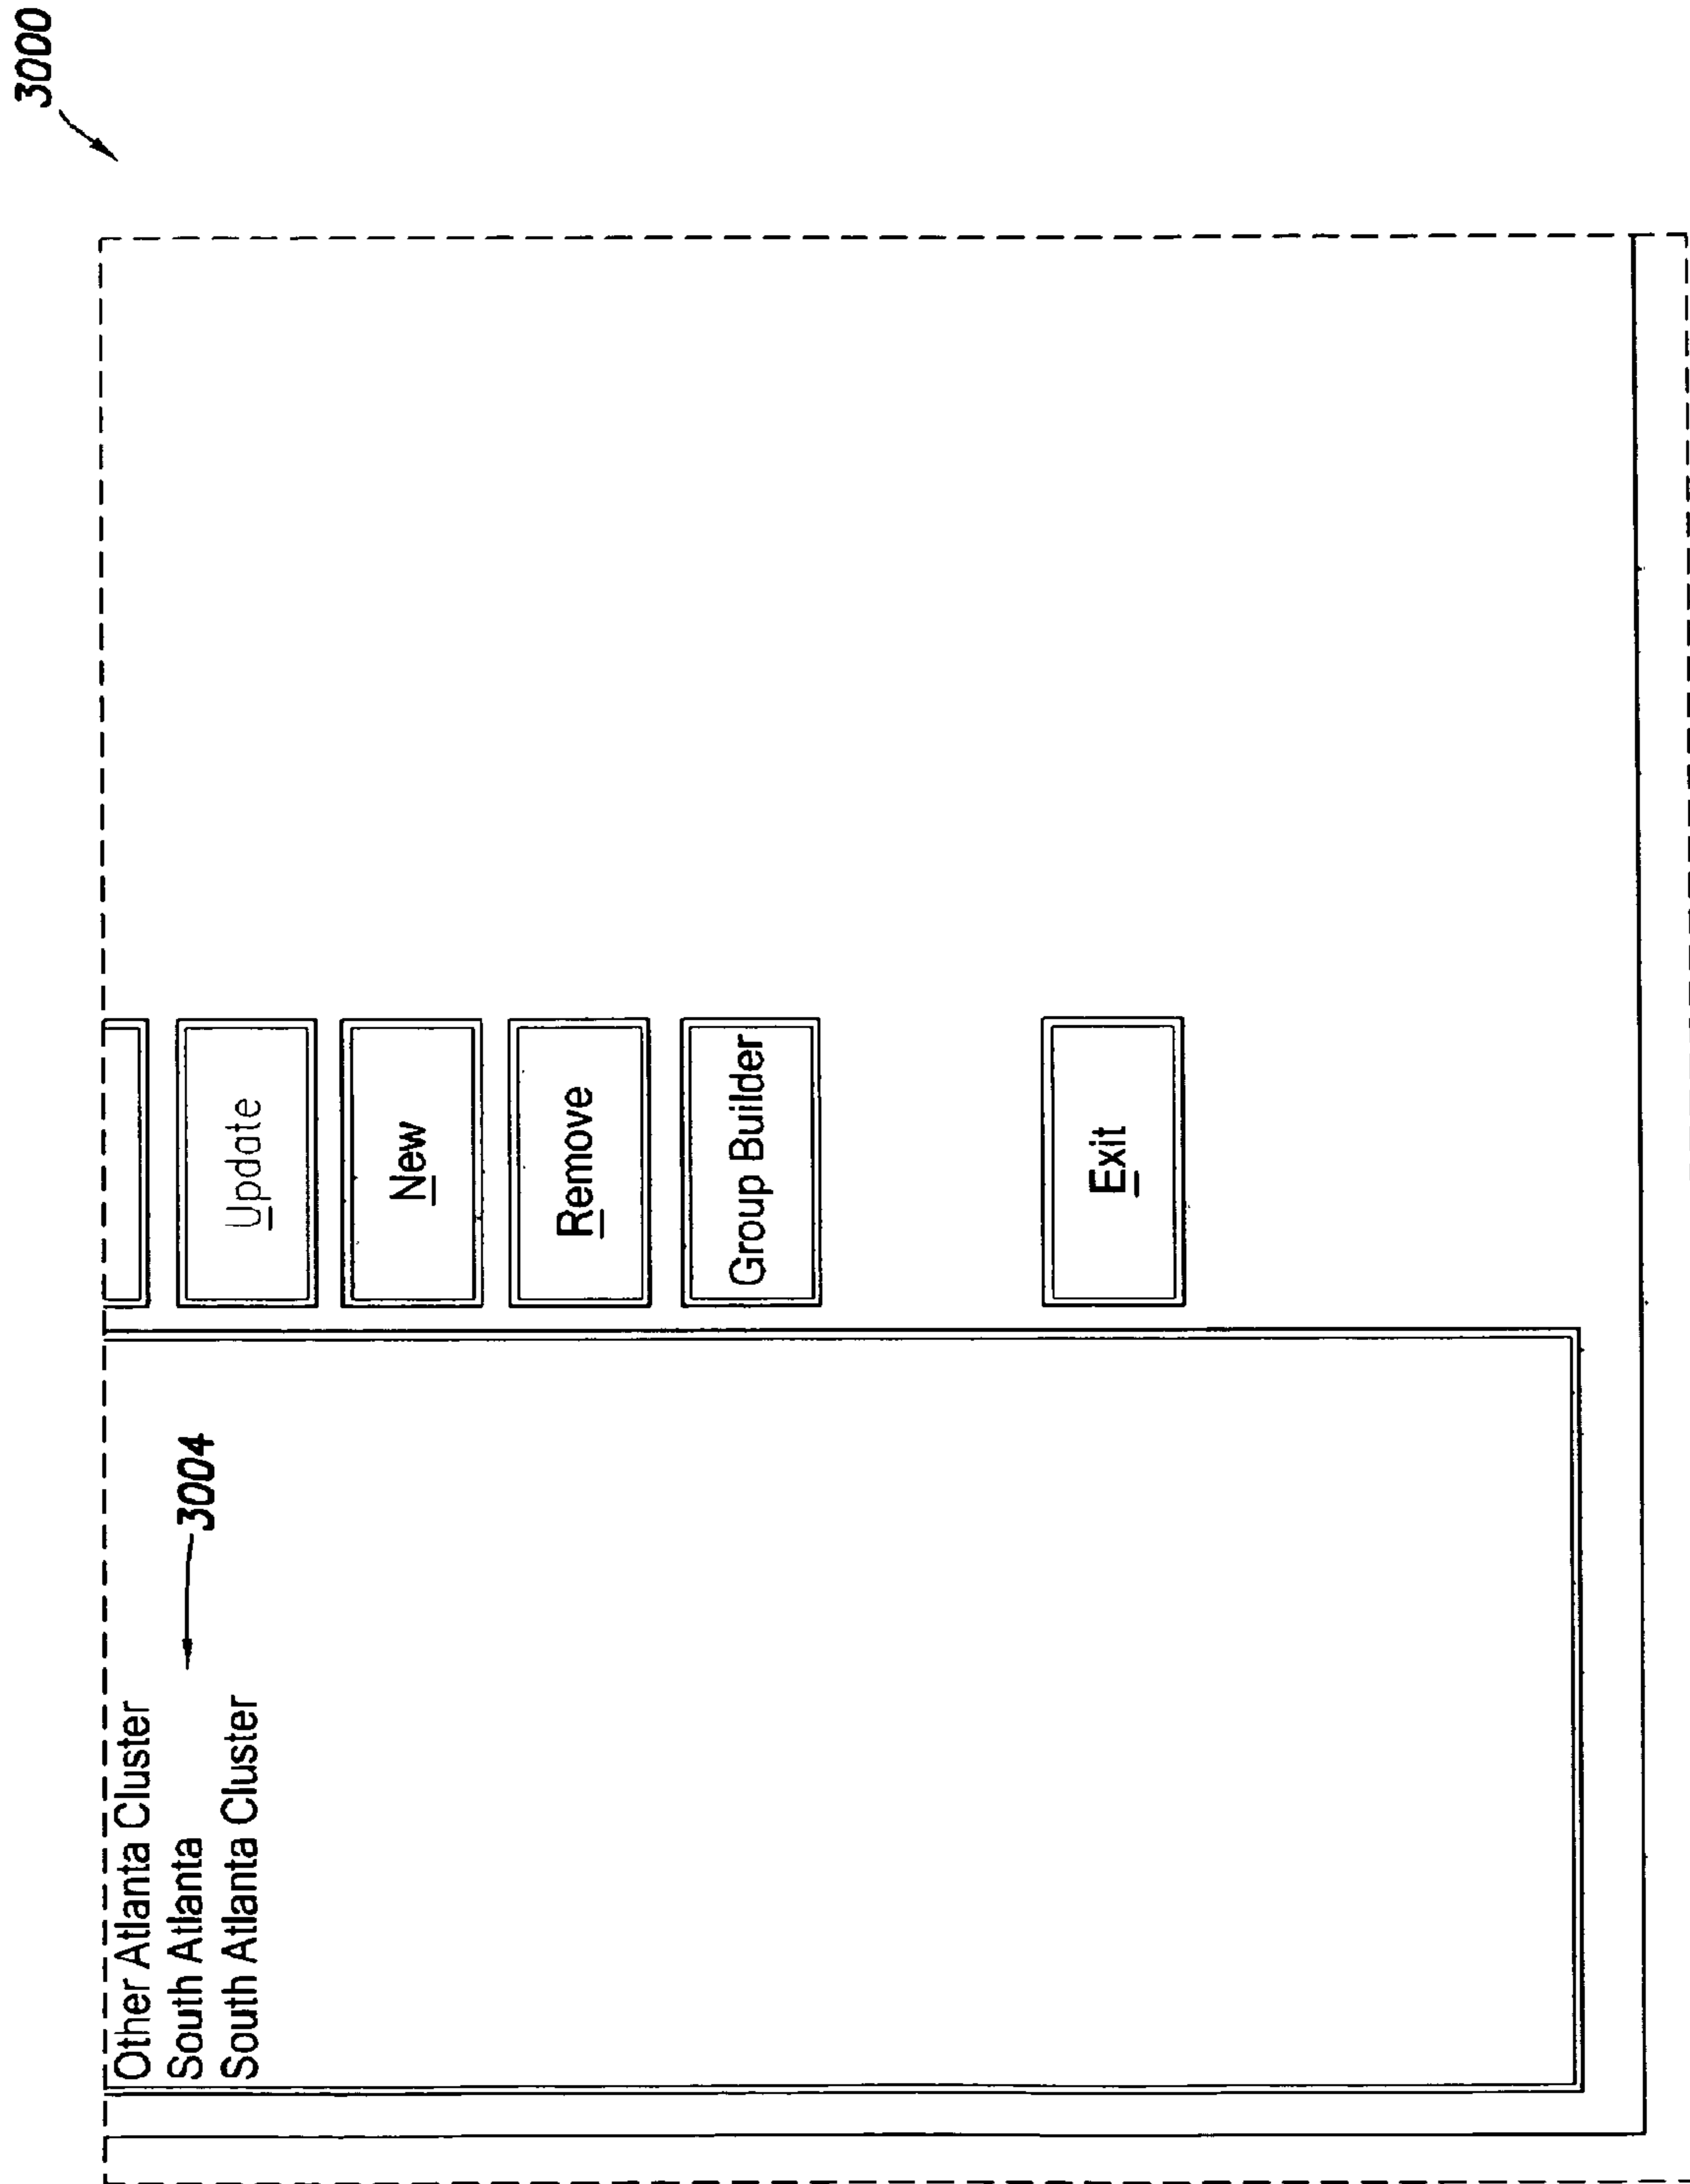 3000
Other Atlanta Cluster
South Atlanta
3004
South Atlanta Cluster
Update
New
Remove
Group Builder
Exit